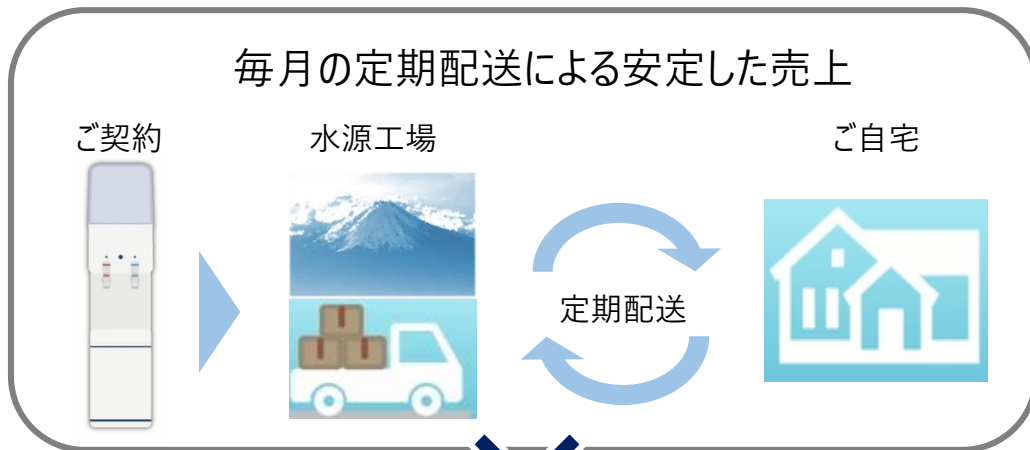 毎月の定期配送による安定した売上
ご契約
水源工場
ご自宅
定期配送